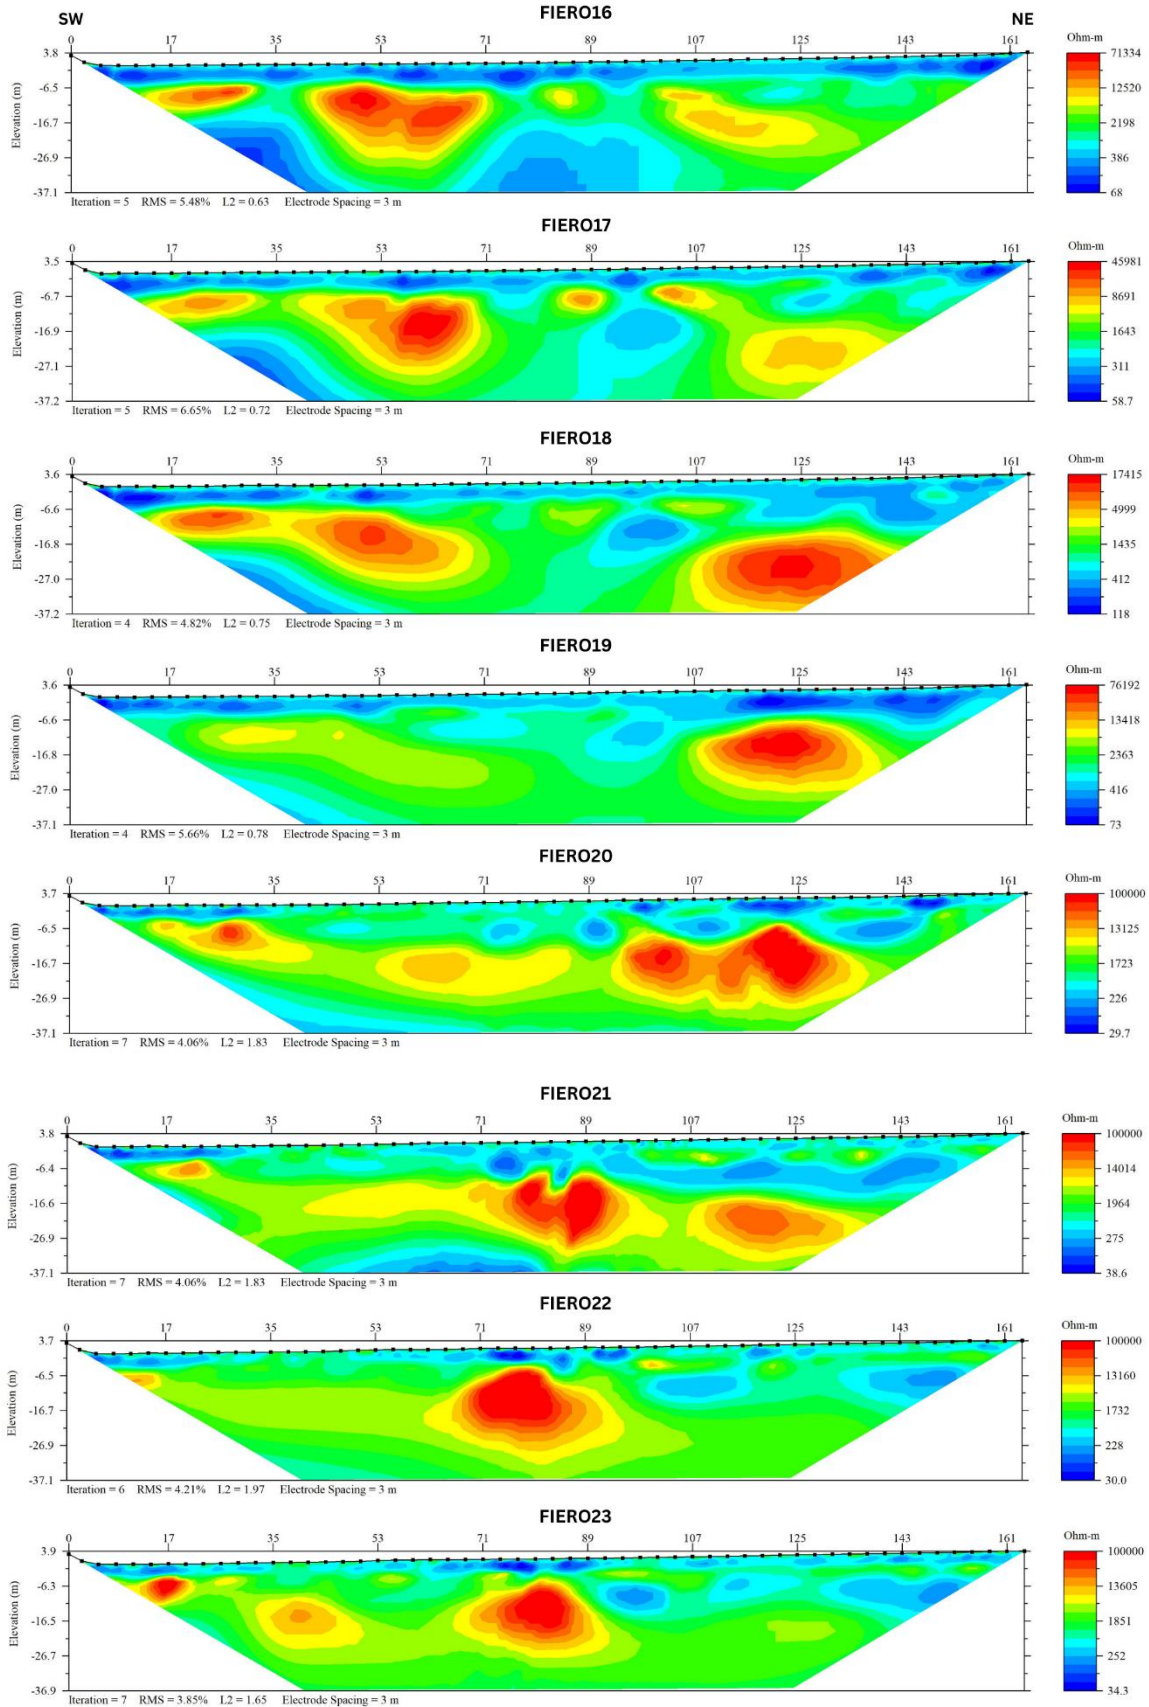 FIERO16
SW NE
0 17 35 53 71 89 107 125 143 161 Ohm-m
3.8 71334
-6.5 12520
Elevation (m)
-16.7 2198
-26.9 386
-37.1 68
Iteration = 5 RMS = 5.48% L2 = 0.63 Electrode Spacing = 3 m
FIERO17
0 17 35 53 71 89 107 125 143 161 Ohm-m
3.5 45981
-6.7 8691
Elevation (m)
-16.9 1643
-27.1 311
-37.2 58.7
Iteration = 5 RMS = 6.65% L2 = 0.72 Electrode Spacing = 3 m
FIERO18
0 17 35 53 71 89 107 125 143 161 Ohm-m
3.6 17415
-6.6 4999
Elevation (m)
-16.8 1435
-27.0 412
-37.2 118
Iteration = 4 RMS = 4.82% L2 = 0.75 Electrode Spacing = 3 m
FIERO19
0 17 35 53 71 89 107 125 143 161 Ohm-m
3.6 76192
-6.6 13418
Elevation (m)
-16.8 2363
-27.0 416
-37.1 73
Iteration = 4 RMS = 5.66% L2 = 0.78 Electrode Spacing = 3 m
FIERO20
0 17 35 53 71 89 107 125 143 161 Ohm-m
3.7 100000
-6.5 13125
Elevation (m)
-16.7 1723
-26.9 226
-37.1 29.7
Iteration = 7 RMS = 4.06% L2 = 1.83 Electrode Spacing = 3 m
FIERO21
0 17 35 53 71 89 107 125 143 161 Ohm-m
3.8 100000
-6.4 14014
Elevation (m)
-16.6 1964
-26.9 275
-37.1 38.6
Iteration = 7 RMS = 4.06% L2 = 1.83 Electrode Spacing = 3 m
FIERO22
0 17 35 53 71 89 107 125 143 161 Ohm-m
3.7 100000
-6.5 13160
Elevation (m)
-16.7 1732
-26.9 228
-37.1 30.0
Iteration = 6 RMS = 4.21% L2 = 1.97 Electrode Spacing = 3 m
FIERO23
0 17 35 53 71 89 107 125 143 161 Ohm-m
3.9 100000
-6.3 13605
Elevation (m)
-16.5 1851
-26.7 252
-36.9 34.3
Iteration = 7 RMS = 3.85% L2 = 1.65 Electrode Spacing = 3 m